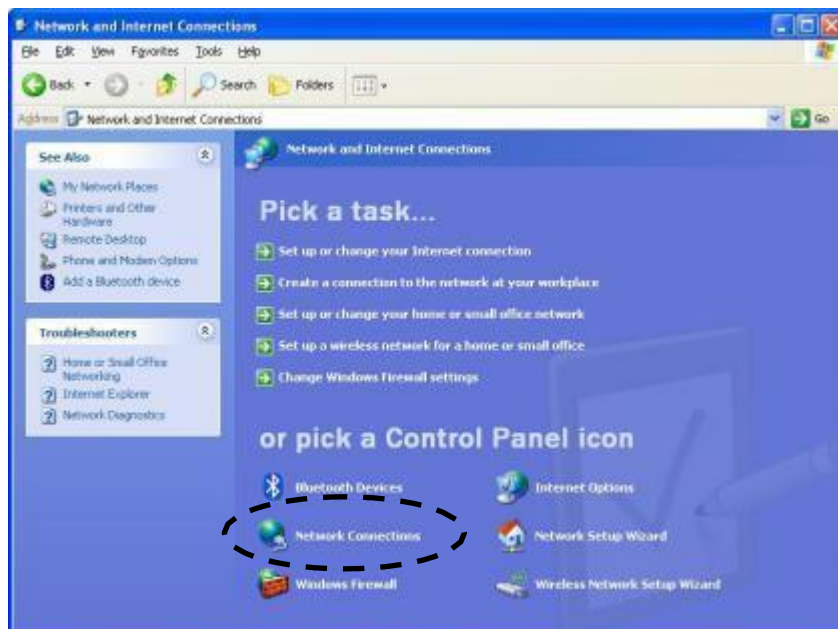 Network and Internet Connections
File Edit View Favorites Tools Help
Back Search Folders
Address Network and Internet Connections Go
See Also
My Network Places
Printers and Other
Hardware
Remote Desktop
Phone and Modem Options
Add a Bluetooth device
Troubleshooters
Home or Small Office
Networking
Internet Explorer
Network Diagnostics
Network and Internet Connections
Pick a task...
Set up or change your Internet connection
Create a connection to the network at your workplace
Set up or change your home or small office network
Set up a wireless network for a home or small office
Change Windows Firewall settings
or pick a Control Panel icon
Bluetooth Devices
Internet Options
Network Connections
Network Setup Wizard
Windows Firewall
Wireless Network Setup Wizard